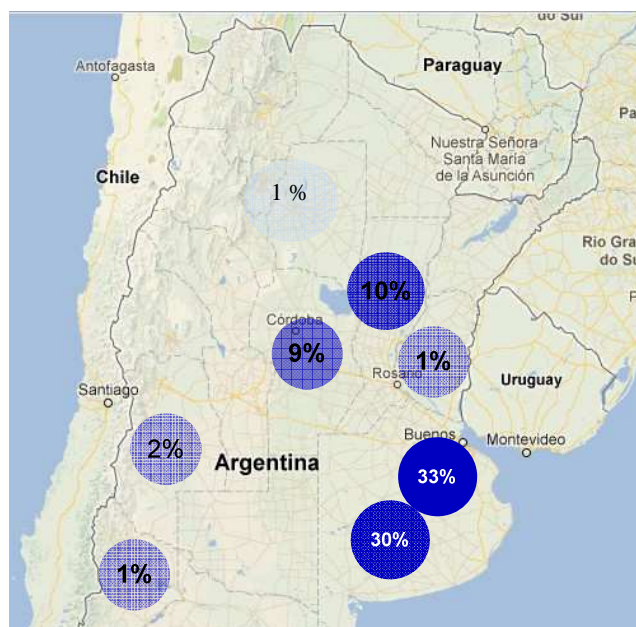 do Sul
Antofagasta
Paraguay
Pa
Nuestra Señora
Santa María
de la Asunción
Chile
1 %
Rio Gra
do Su
10%
Córdoba
9%
1%
Rosario
Uruguay
Santiago
2%
Argentina
Buenos
Montevideo
33%
30%
1%